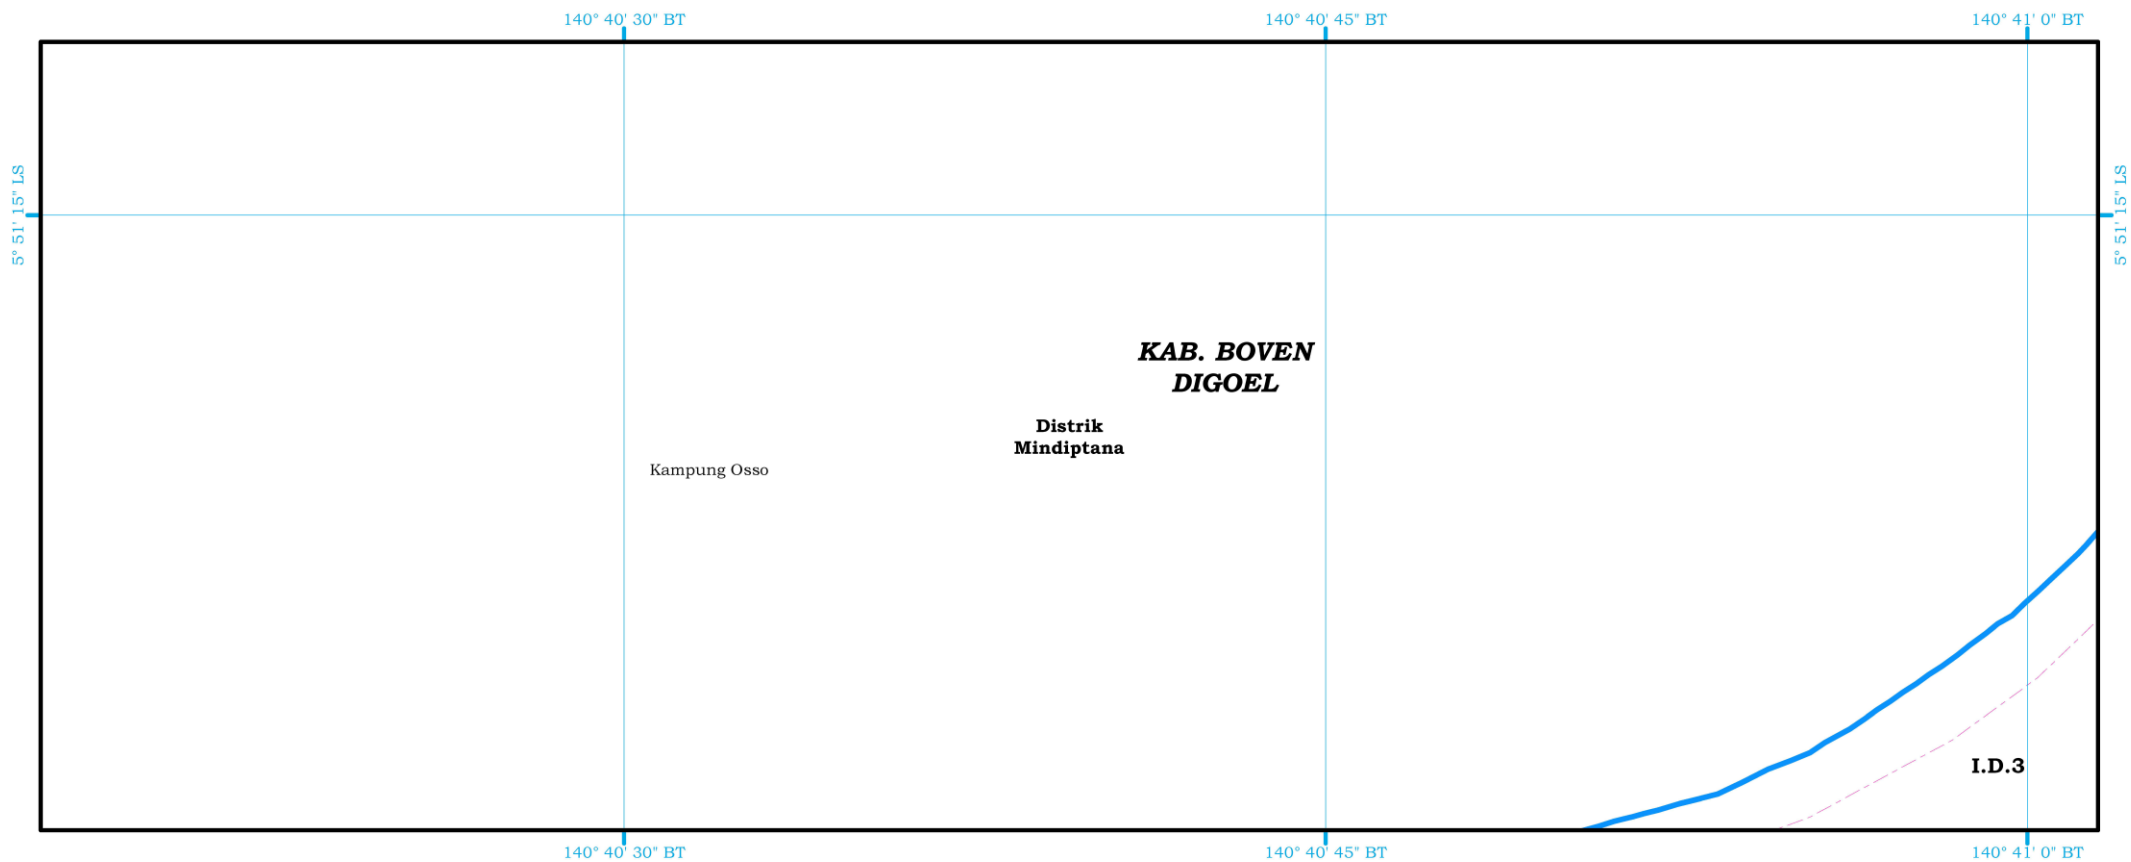 140° 40' 30" BT
140° 40' 45" BT
140° 41' 0" BT
5° 51' 15" LS
5° 51' 15" LS
KAB. BOVEN
DIGOEL
Distrik
Mindiptana
Kampung Osso
I.D.3
140° 40' 30" BT
140° 40' 45" BT
140° 41' 0" BT